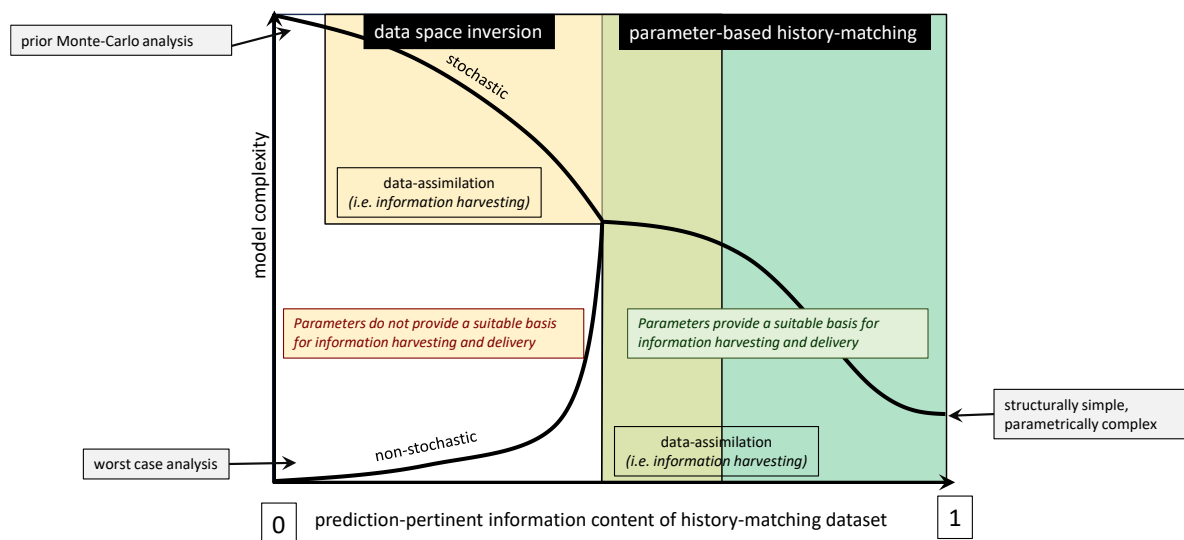 prior Monte-Carlo analysis
data space inversion
parameter-based history-matching
stochastic
model complexity
data-assimilation
(i.e. information harvesting)
Parameters do not provide a suitable basis
for information harvesting and delivery
Parameters provide a suitable basis for
information harvesting and delivery
structurally simple,
parametrically complex
non-stochastic
worst case analysis
data-assimilation
(i.e. information harvesting)
0
prediction-pertinent information content of history-matching dataset
1